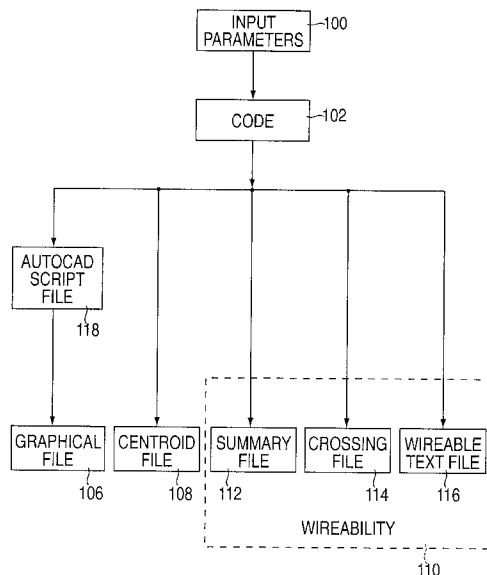 INPUT
PARAMETERS
100
CODE
102
AUTOCAD
SCRIPT
FILE
118
GRAPHICAL
FILE
106
CENTROID
FILE
108
SUMMARY
FILE
112
CROSSING
FILE
114
WIREABLE
TEXT FILE
116
WIREABILITY
110